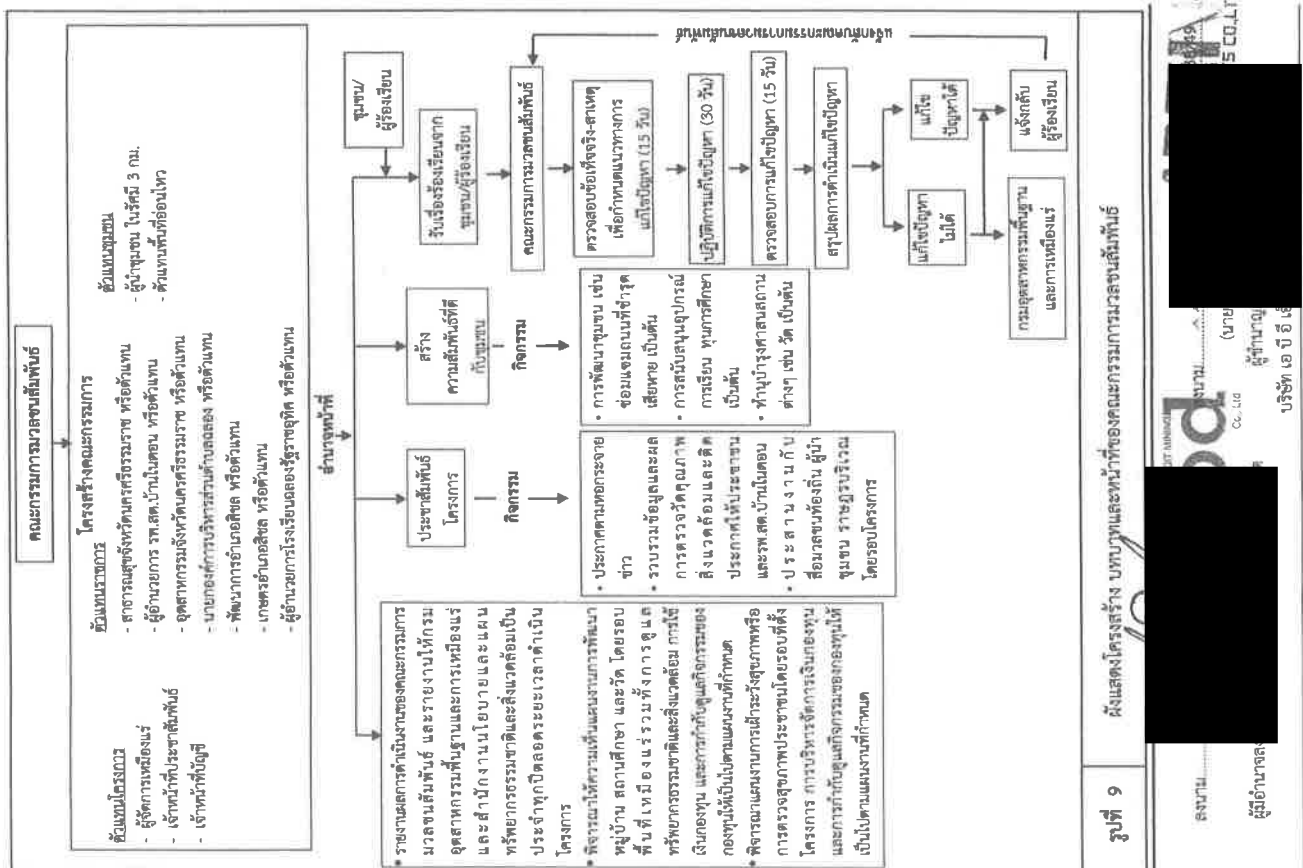 คณะกรรมการมวลชนสัมพันธ์
โครงสร้างคณะกรรมการ
ตัวแทนโครงการ
- ผู้จัดการเหมืองแร่
- เจ้าหน้าที่ประชาสัมพันธ์
- เจ้าหน้าที่บัญชี
ตัวแทนราชการ
- สาธารณสุขจังหวัดนครศรีธรรมราช หรือตัวแทน
- ผู้อำนวยการ รพ.สต.บ้านในดอน หรือตัวแทน
- อุตสาหกรรมจังหวัดนครศรีธรรมราช หรือตัวแทน
- นายกองค์การบริหารส่วนตำบลฉลอง หรือตัวแทน
- พัฒนาการอำเภอสิชล หรือตัวแทน
- เกษตรอำเภอสิชล หรือตัวแทน
- ผู้อำนวยการโรงเรียนฉลองรัฐราชอุทิศ หรือตัวแทน
ตัวแทนชุมชน
- ผู้นำชุมชน ในรัศมี 3 กม.
- ตัวแทนพื้นที่อ่อนไหว
อำนาจหน้าที่
• รายงานผลการดำเนินงานของคณะกรรมการ
มวลชนสัมพันธ์ และรายงานให้กรม
อุตสาหกรรมพื้นฐานและการเหมืองแร่
และสำนักงานนโยบายและแผน
ทรัพยากรธรรมชาติและสิ่งแวดล้อมเป็น
ประจำทุกปีตลอดระยะเวลาดำเนิน
โครงการ
• พิจารณาให้ความเห็นแผนงานการพัฒนา
หมู่บ้าน สถานศึกษา และวัด โดยรอบ
พื้นที่เหมืองแร่รวมทั้งการดูแล
ทรัพยากรธรรมชาติและสิ่งแวดล้อม การใช้
เงินกองทุน และการกำกับดูแลกิจกรรมของ
กองทุนให้เป็นไปตามแผนงานที่กำหนด
• พิจารณาแผนงานการเฝ้าระวังสุขภาพหรือ
การตรวจสุขภาพประชาชนโดยรอบที่ตั้ง
โครงการ การบริหารจัดการเงินกองทุน
และการกำกับดูแลกิจกรรมของกองทุนให้
เป็นไปตามแผนงานที่กำหนด
ประชาสัมพันธ์
โครงการ
กิจกรรม
• ประกาศตามหอกระจาย
ข่าว
• รวบรวมข้อมูลและผล
การตรวจวัดคุณภาพ
สิ่งแวดล้อมและติด
ประกาศให้ประชาชน
และรพ.สต.บ้านในดอน
• ประสานงานกับ
สื่อมวลชนท้องถิ่น ผู้นำ
ชุมชน ราษฎรบริเวณ
โดยรอบโครงการ
สร้าง
ความสัมพันธ์ที่ดี
กับชุมชน
กิจกรรม
• การพัฒนาชุมชน เช่น
ซ่อมแซมถนนที่ชำรุด
เสียหาย เป็นต้น
• การสนับสนุนอุปกรณ์
การเรียน ทุนการศึกษา
เป็นต้น
• ทำนุบำรุงศาสนสถาน
ต่างๆ เช่น วัด เป็นต้น
ชุมชน/
ผู้ร้องเรียน
รับเรื่องร้องเรียนจาก
ชุมชน/ผู้ร้องเรียน
คณะกรรมการมวลชนสัมพันธ์
ตรวจสอบข้อเท็จจริง-สาเหตุ
เพื่อกำหนดแนวทางการ
แก้ไขปัญหา (15 วัน)
ปฏิบัติการแก้ไขปัญหา (30 วัน)
ตรวจสอบการแก้ไขปัญหา (15 วัน)
สรุปผลการดำเนินแก้ไขปัญหา
แก้ไขปัญหา
ไม่ได้
แก้ไข
ปัญหาได้
กรมอุตสาหกรรมพื้นฐาน
และการเหมืองแร่
แจ้งกลับ
ผู้ร้องเรียน
รูปที่ 9
ผังแสดงโครงสร้าง บทบาทและหน้าที่ของคณะกรรมการมวลชนสัมพันธ์
ลงนาม
ลงนาม
(นาย
Co., Ltd
บริษัท เอ บี อี